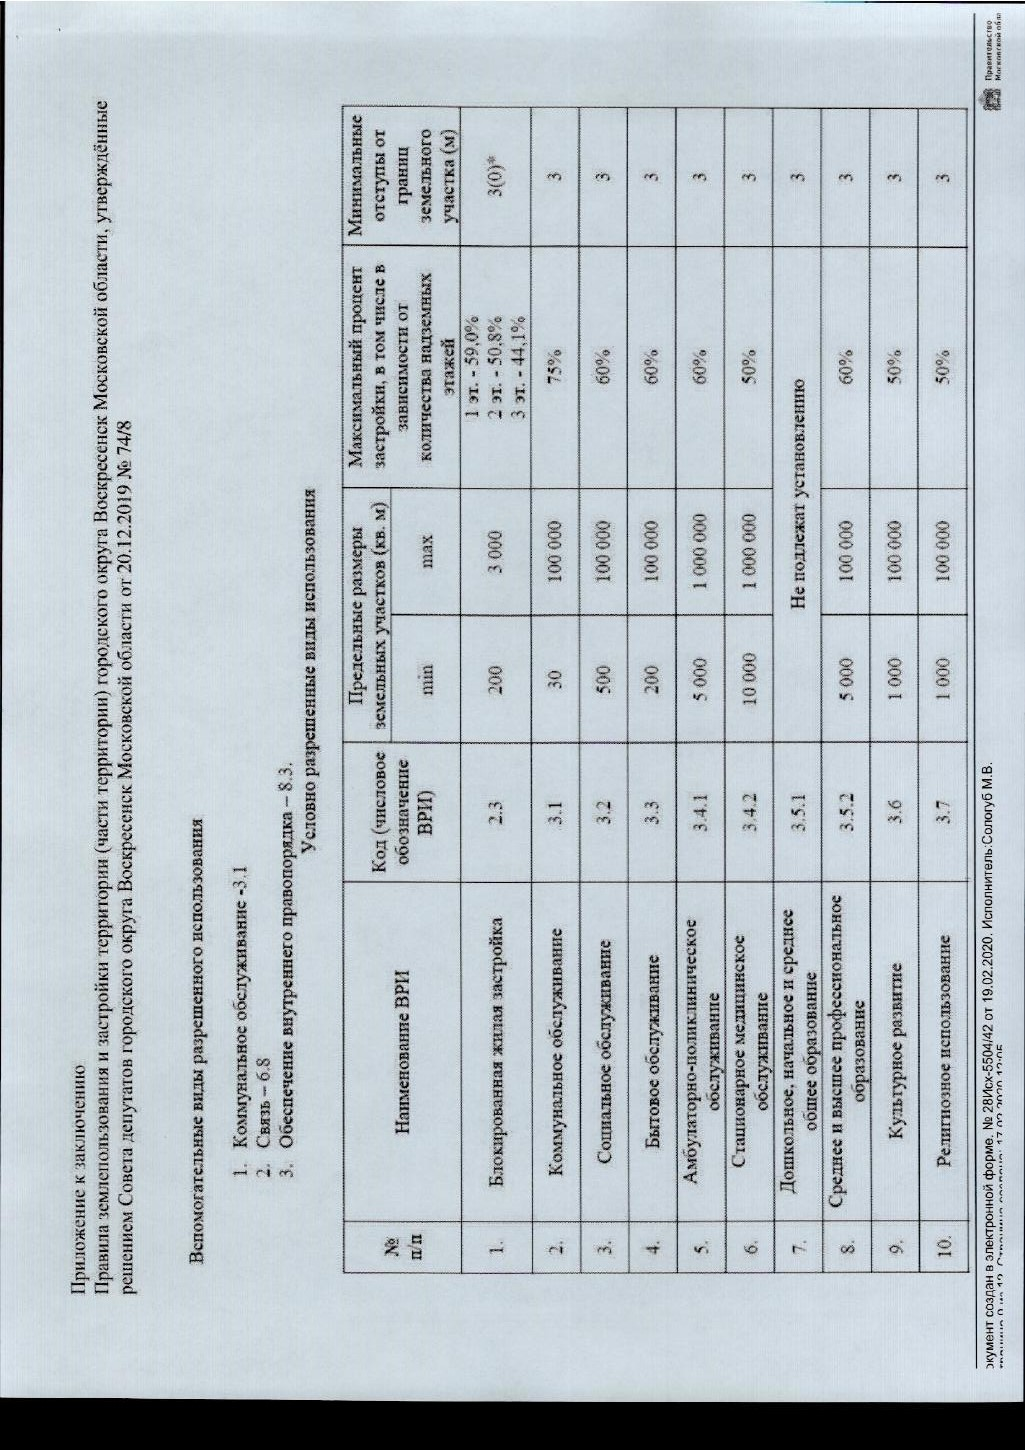 Приложение к заключению
Правила землепользования и застройки территории (части территории) городского округа Воскресенск Московской области, утверждённые
решением Совета депутатов городского округа Воскресенск Московской области от 20.12.2019 № 74/8
Вспомогательные виды разрешенного использования
1. Коммунальное обслуживание -3.1
2. Связь – 6.8
3. Обеспечение внутреннего правопорядка – 8.3.
Условно разрешенные виды использования
№ п/п
Наименование ВРИ
Код (числовое обозначение ВРИ)
Предельные размеры земельных участков (кв. м)
min
max
Максимальный процент застройки, в том числе в зависимости от количества надземных этажей
Минимальные отступы от границ земельного участка (м)
1. Блокированная жилая застройка 2.3 200 3 000 1 эт. - 59,0% 2 эт. - 50,8% 3 эт. - 44,1% 3(0)*
2. Коммунальное обслуживание 3.1 30 100 000 75% 3
3. Социальное обслуживание 3.2 500 100 000 60% 3
4. Бытовое обслуживание 3.3 200 100 000 60% 3
5. Амбулаторно-поликлиническое обслуживание 3.4.1 5 000 1 000 000 60% 3
6. Стационарное медицинское обслуживание 3.4.2 10 000 1 000 000 50% 3
7. Дошкольное, начальное и среднее общее образование 3.5.1 Не подлежат установлению 3
8. Среднее и высшее профессиональное образование 3.5.2 5 000 100 000 60% 3
9. Культурное развитие 3.6 1 000 100 000 50% 3
10. Религиозное использование 3.7 1 000 100 000 50% 3
окумент создан в электронной форме. № 28Исх-5504/42 от 19.02.2020. Исполнитель:Сологуб М.В.
Правительство
Московской обла